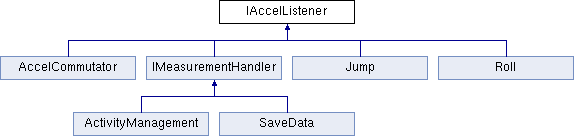 IAccelListener
AccelCommutator IMeasurementHandler Jump Roll
ActivityManagement SaveData